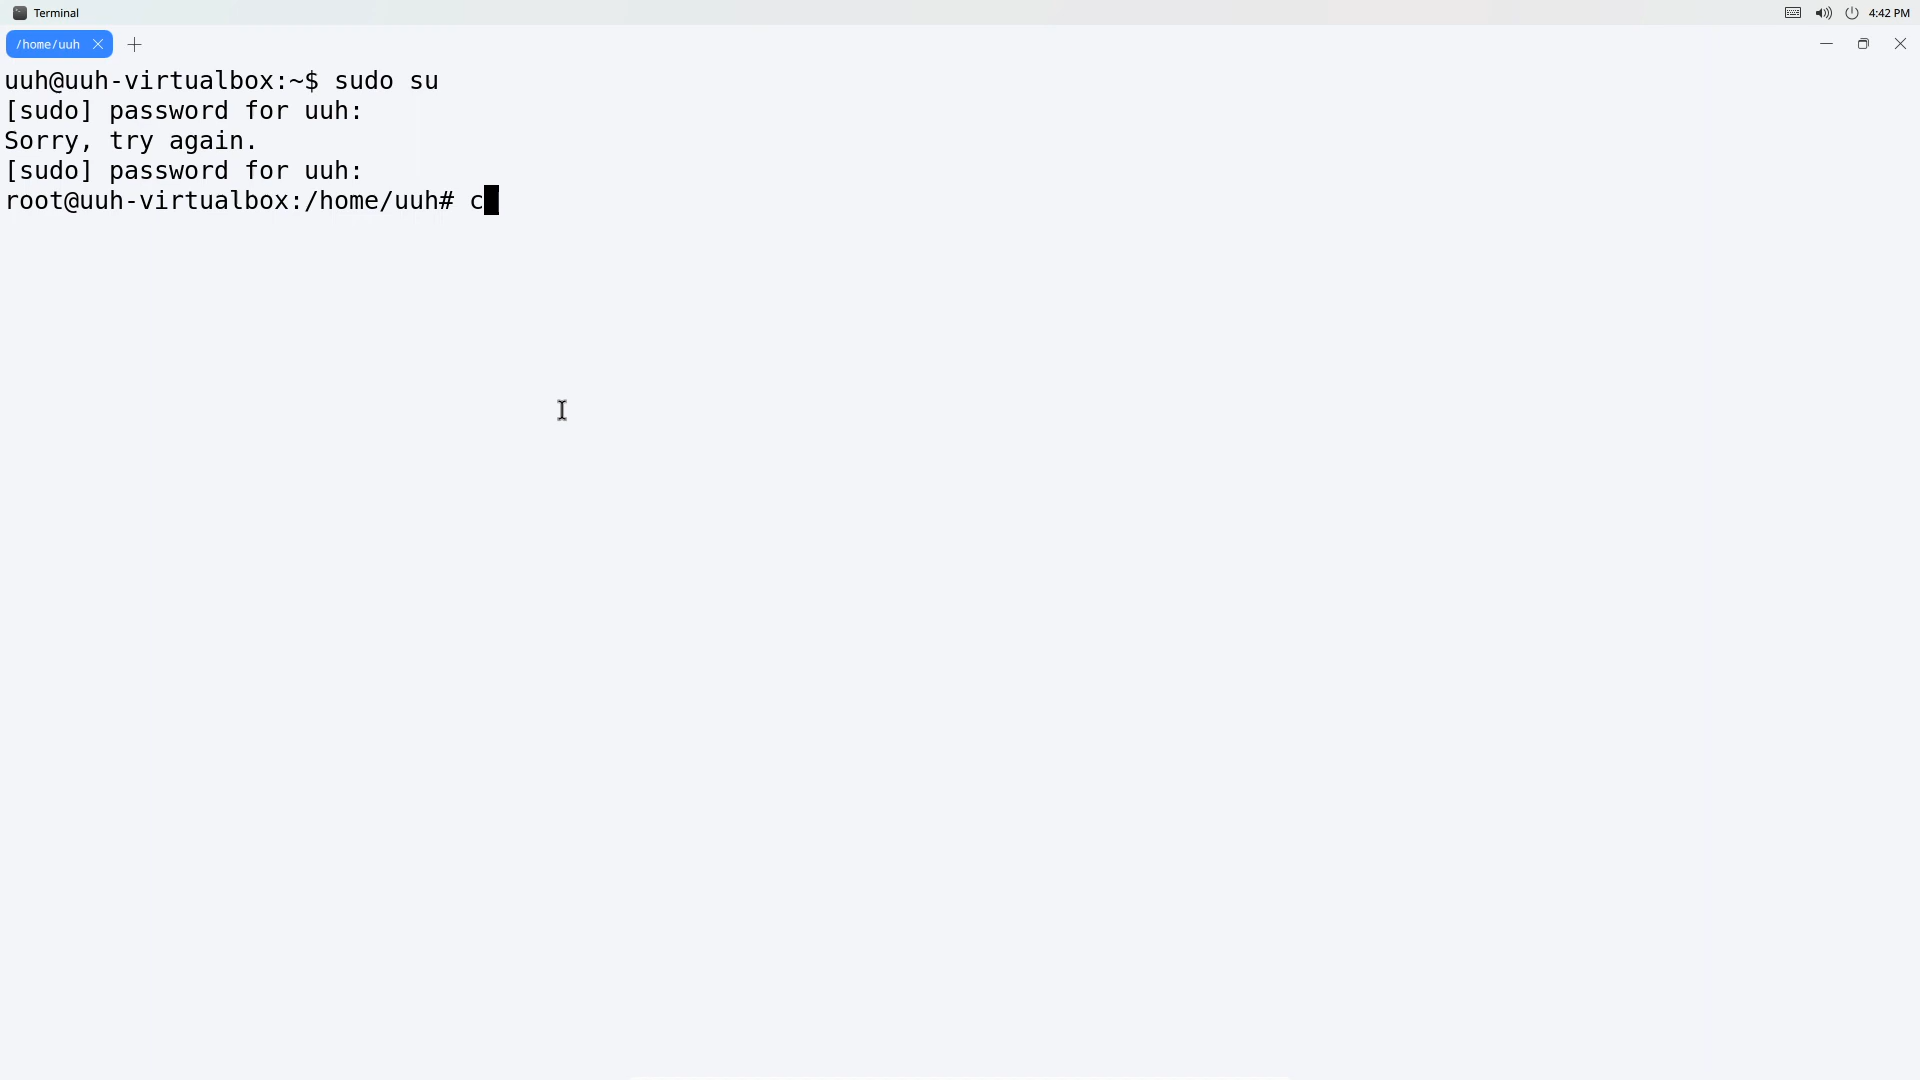 Terminal
4:42 PM
/home/uuh
uuh@uuh-virtualbox:~$ sudo su
[sudo] password for uuh:
Sorry, try again.
[sudo] password for uuh:
root@uuh-virtualbox:/home/uuh# c